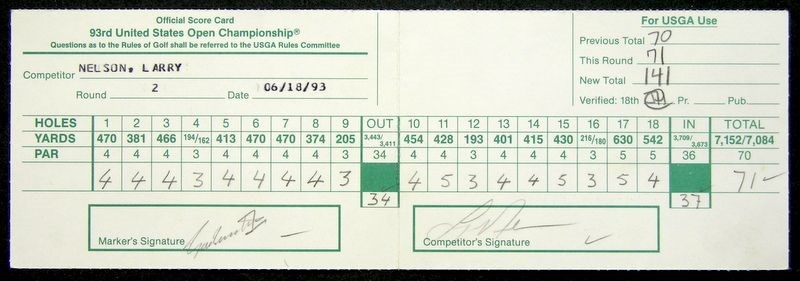 Official Score Card
93rd United States Open Championship®
Questions as to the Rules of Golf shall be referred to the USGA Rules Committee
Competitor NELSON, LARRY
Round 2 Date 06/18/93
For USGA Use
Previous Total 70
This Round 71
New Total 141
Verified: 18th Pr. Pub.
HOLES 1 2 3 4 5 6 7 8 9 OUT 10 11 12 13 14 15 16 17 18 IN TOTAL
YARDS 470 381 466 194/162 413 470 470 374 205 3,443/3,411 454 428 193 401 415 430 216/180 630 542 3,709/3,673 7,152/7,084
PAR 4 4 4 3 4 4 4 4 3 34 4 4 3 4 4 4 3 5 5 36 70
4 4 4 3 4 4 4 4 3 4 5 3 4 4 5 3 5 4 71
34 37
Marker's Signature
Competitor's Signature